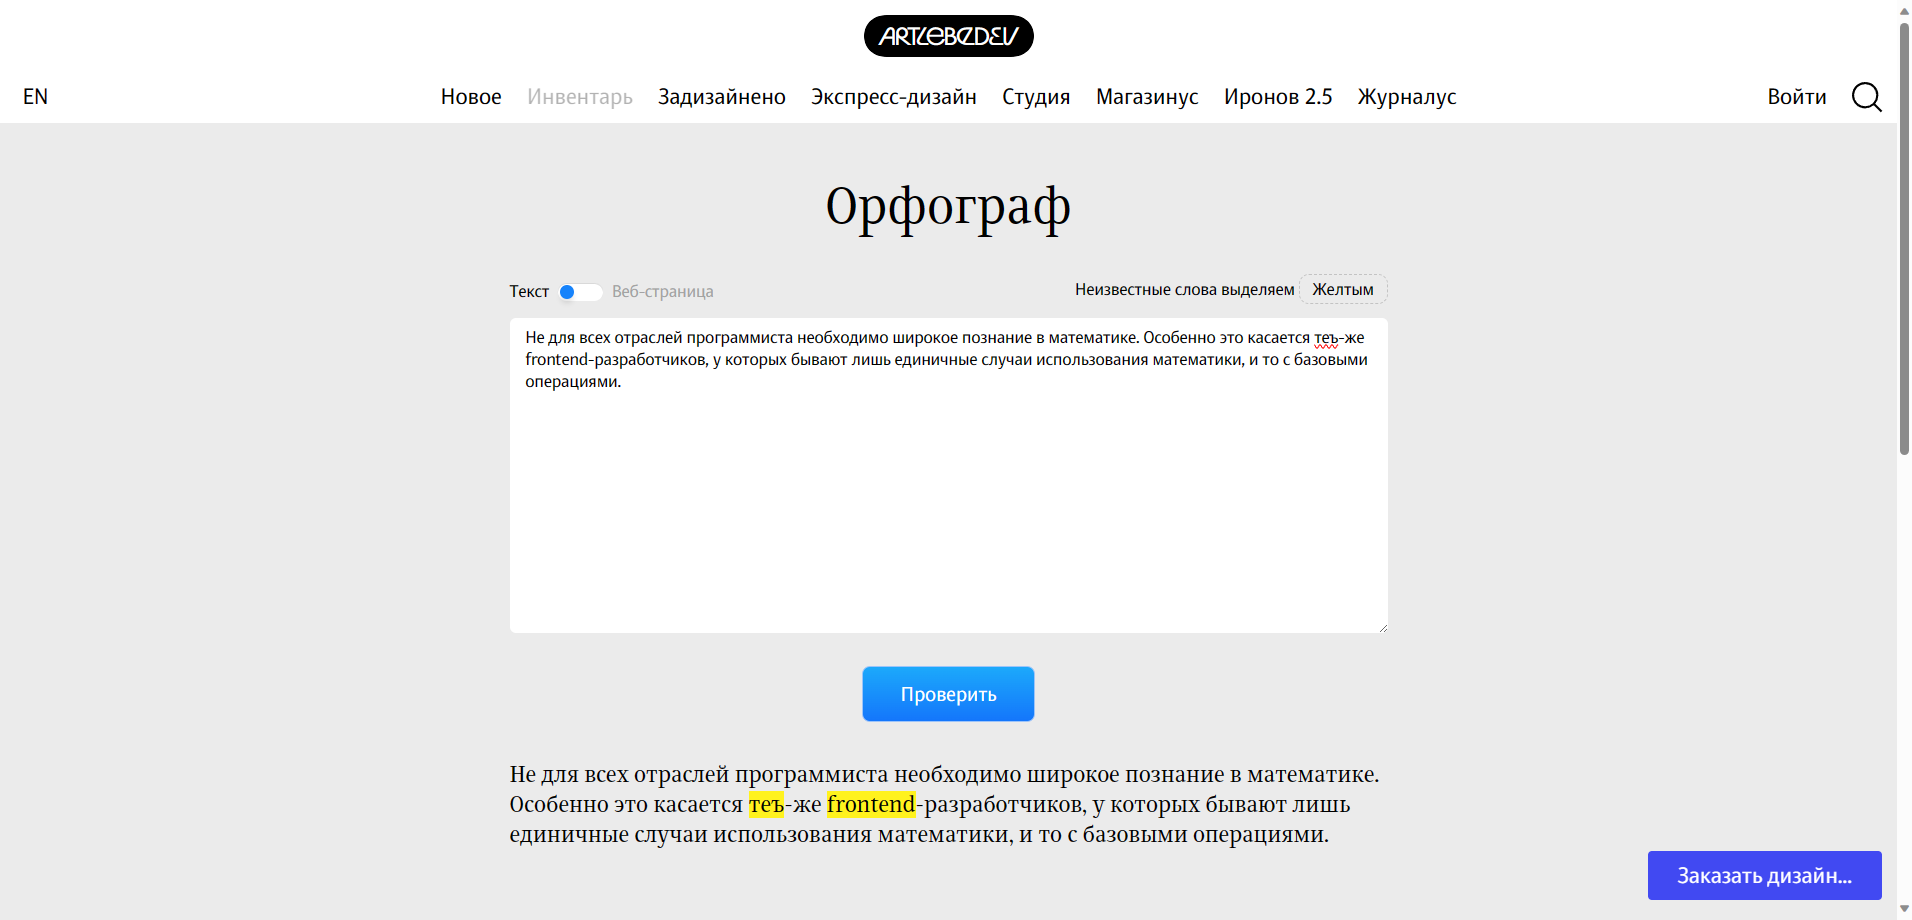 ARTLEBEDEV
EN
Новое Инвентарь Задизайнено Экспресс-дизайн Студия Магазинус Иронов 2.5 Журналус
Войти
Орфограф
Текст Веб-страница
Неизвестные слова выделяем Желтым
Не для всех отраслей программиста необходимо широкое познание в математике. Особенно это касается теъ-же
frontend-разработчиков, у которых бывают лишь единичные случаи использования математики, и то с базовыми
операциями.
Проверить
Не для всех отраслей программиста необходимо широкое познание в математике.
Особенно это касается теъ-же frontend-разработчиков, у которых бывают лишь
единичные случаи использования математики, и то с базовыми операциями.
Заказать дизайн...